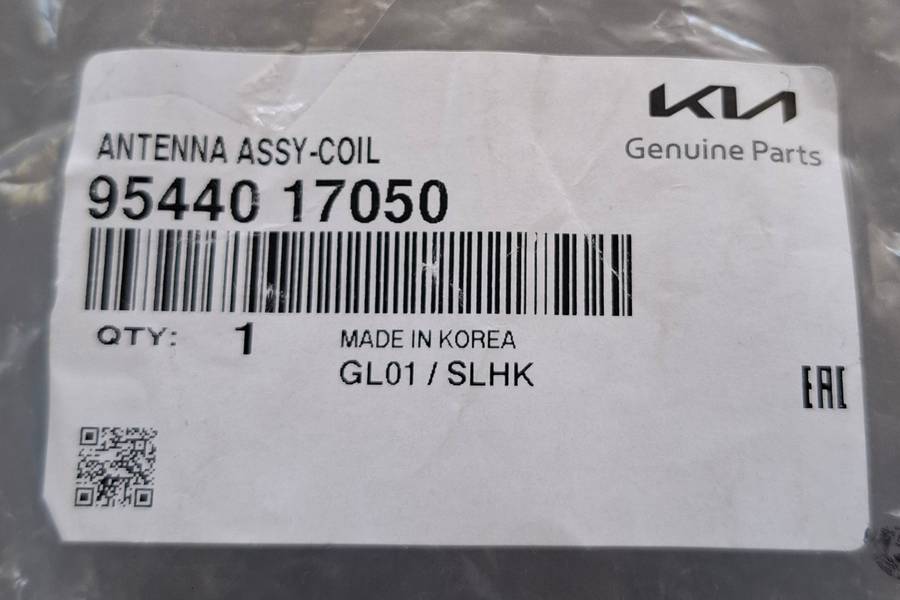 KIA
Genuine Parts
ANTENNA ASSY-COIL
95440 17050
QTY: 1
MADE IN KOREA
GL01 / SLHK
EAC